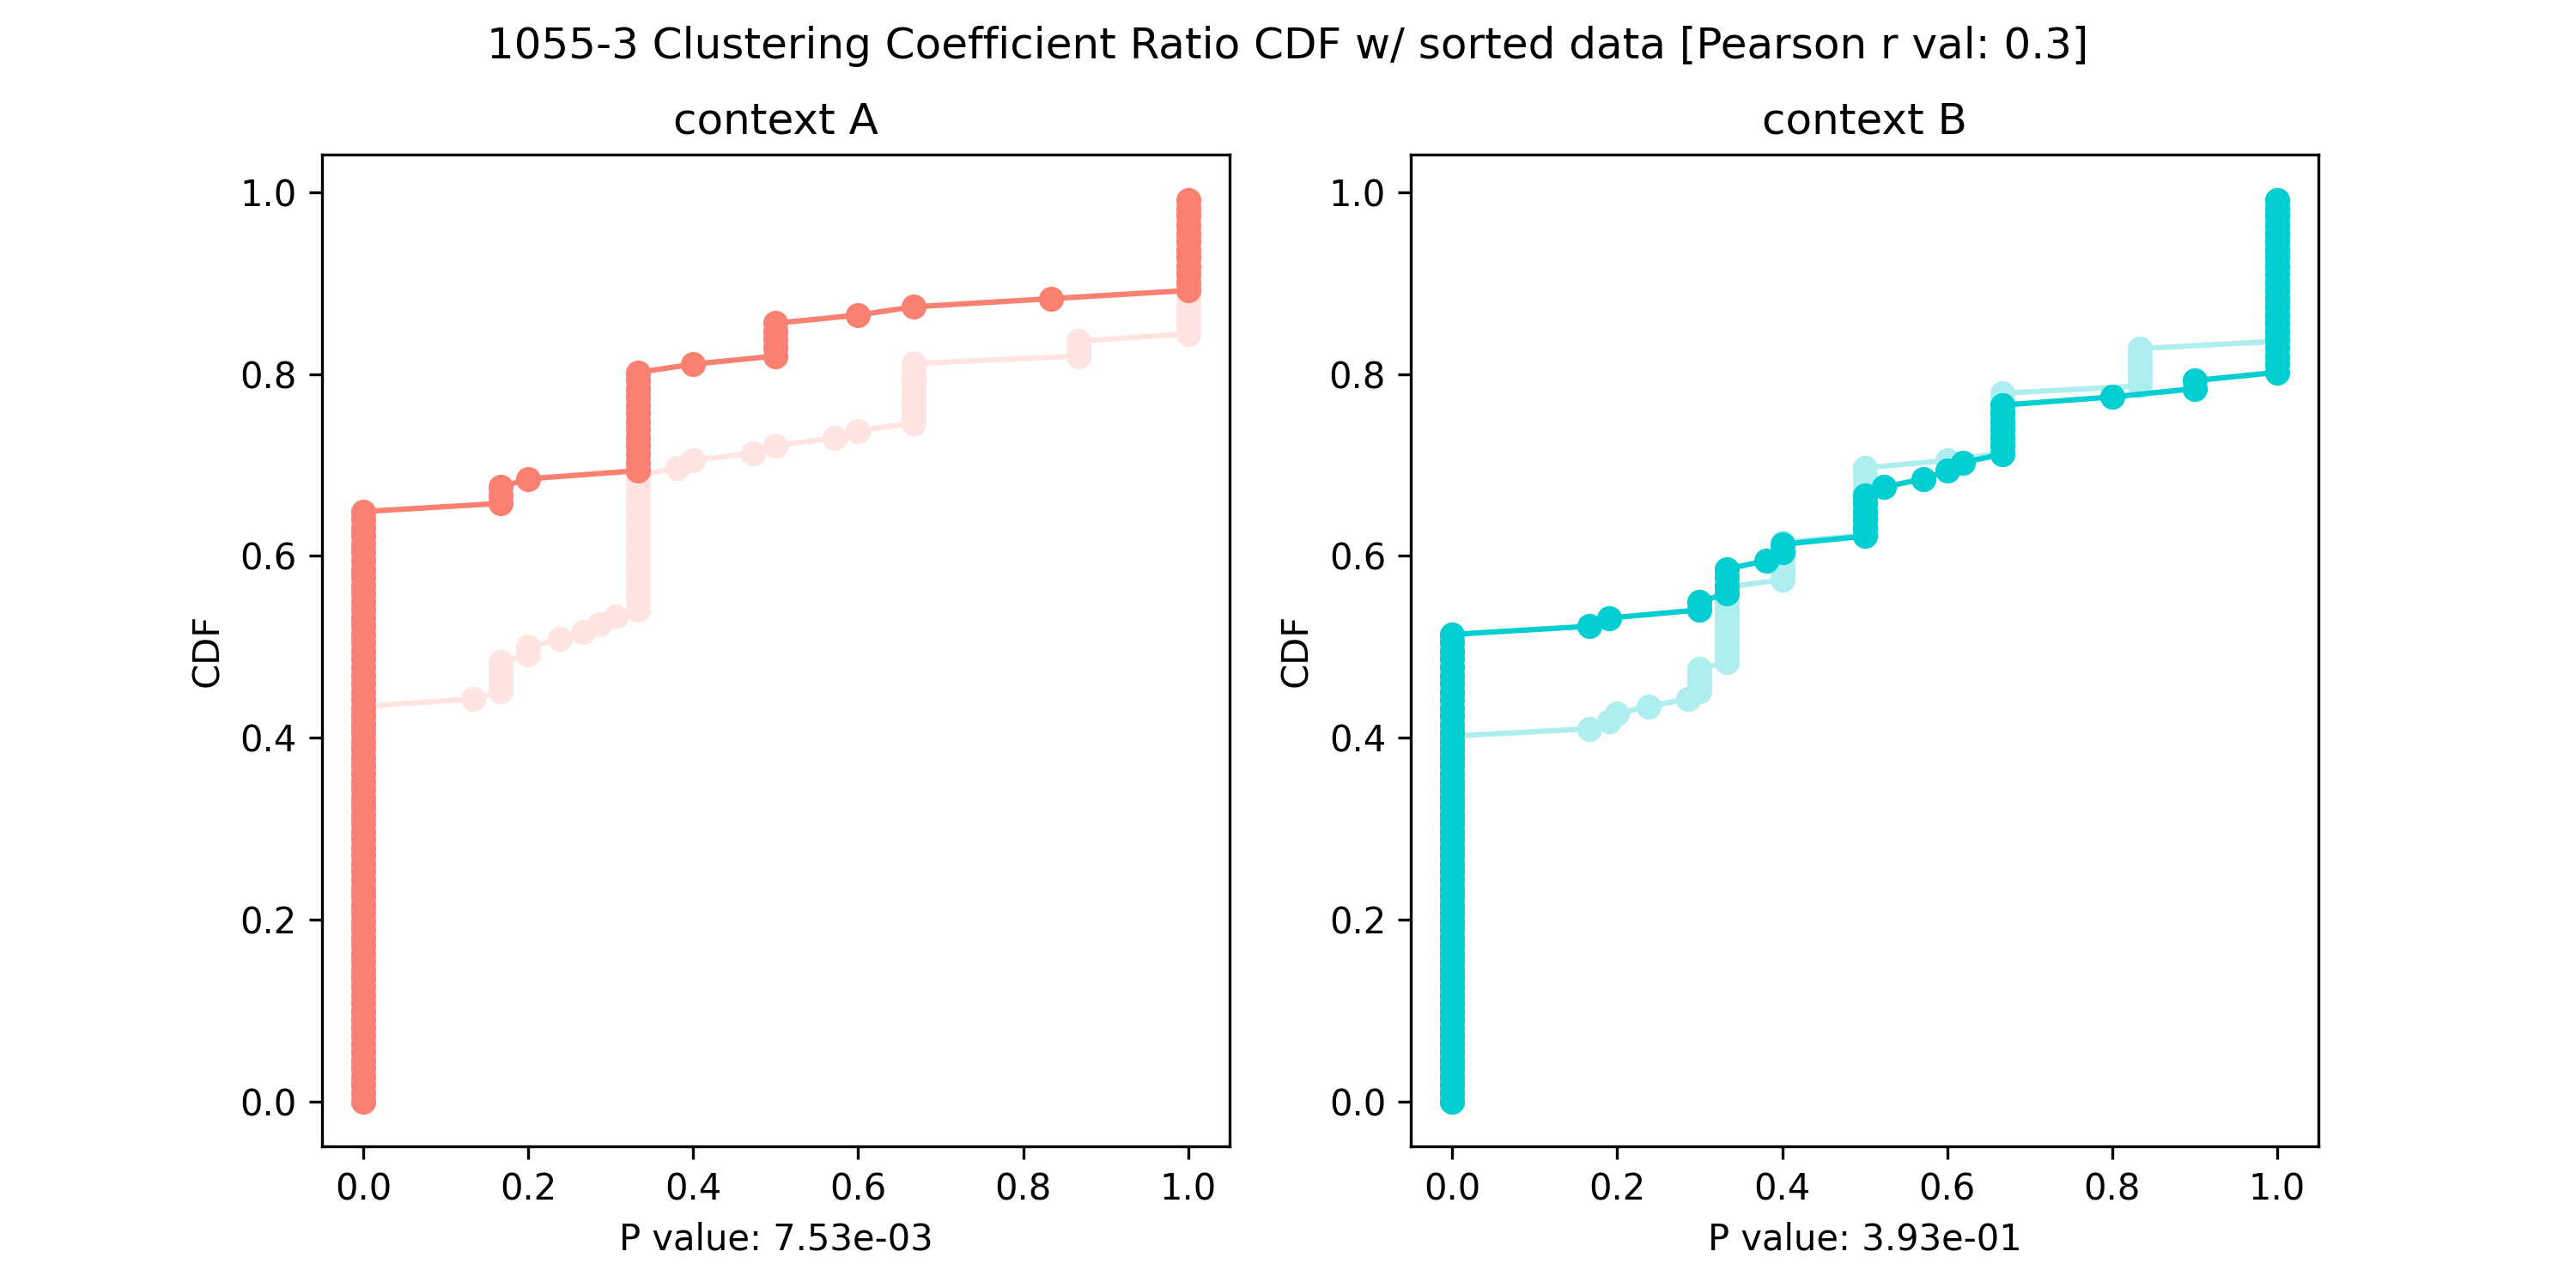 1055-3 Clustering Coefficient Ratio CDF w/ sorted data [Pearson r val: 0.3]
context A
1.0
0.8
0.6
0.4
0.2
0.0
CDF
0.0 0.2 0.4 0.6 0.8 1.0
P value: 7.53e-03
context B
1.0
0.8
0.6
0.4
0.2
0.0
CDF
0.0 0.2 0.4 0.6 0.8 1.0
P value: 3.93e-01